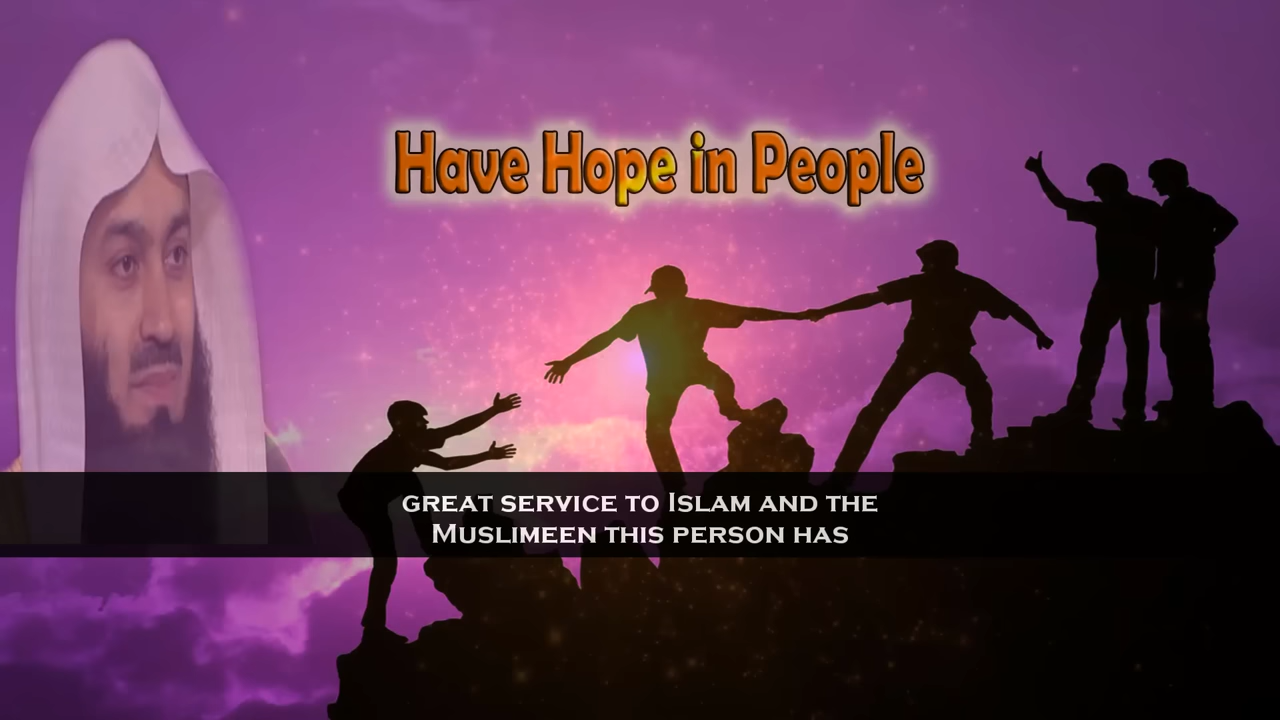 Have Hope in People
great service to Islam and the
Muslimeen this person has